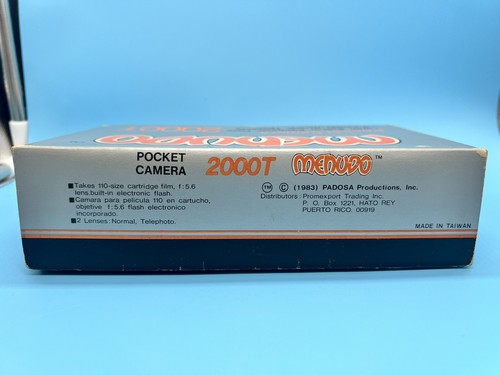 MENUDO
2000T
POCKET
CAMERA
2000T
MENUDO™
■Takes 110-size cartridge film, f:5.6
lens.built-in electronic flash.
■Camara para pelicula 110 en cartucho,
objetive f:5.6 flash electronico
incorporado.
■2 Lenses:Normal, Telephoto.
TM © (1983) PADOSA Productions, Inc.
Distributors : Promexport Trading Inc.
P. O. Box 1221, HATO REY
PUERTO RICO. 00919
MADE IN TAIWAN